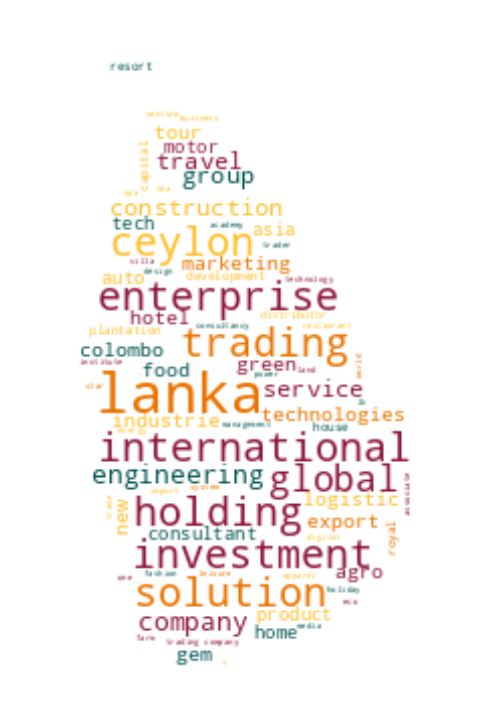 resort
venture
business
tour
motor
capital
travel
group
spa
tea
construction
tech
academy
asia
ceylon
trader
villa
marketing
design
auto
development
technology
enterprise
hotel
distributor
consultancy
restaurant
plantation
trading
colombo
institute
green
world
food
power
land
star
lanka
service
technologies
industrie
management
house
energy
international
engineering
global
associate
import
system
logistic
trade
new
holding
export
royal
consultant
digital
investment
one
fashion
leisure
apparel
agro
solution
holiday
eco
product
company
media
home
farm
trading company
gem